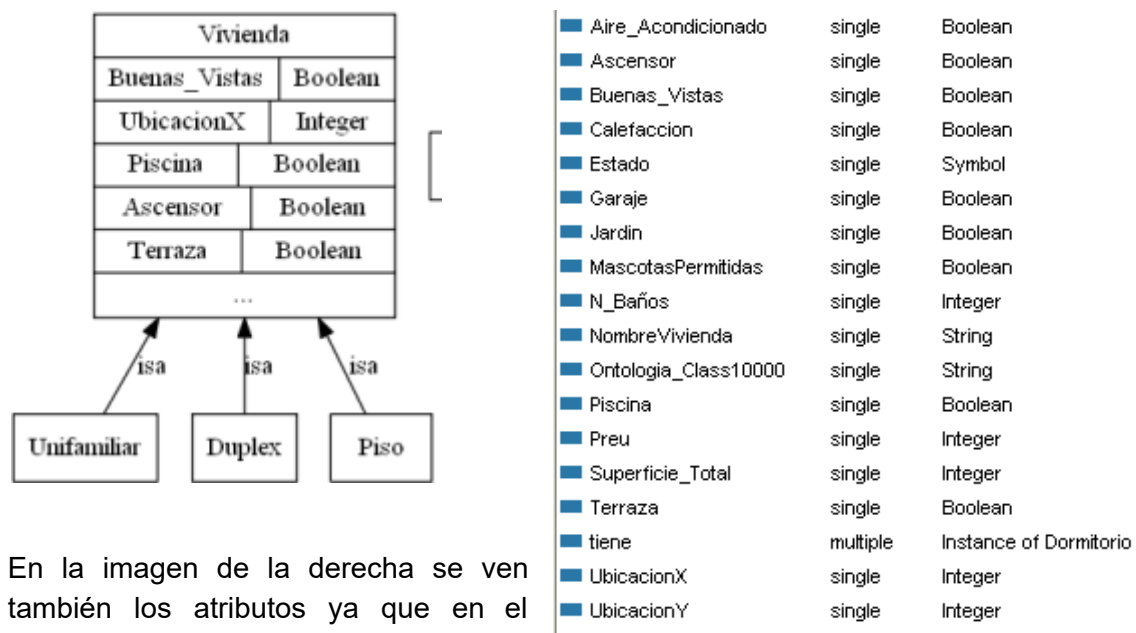 Vivienda
Buenas_Vistas Boolean
UbicacionX Integer
Piscina Boolean
Ascensor Boolean
Terraza Boolean
...
isa isa isa
Unifamiliar Duplex Piso
En la imagen de la derecha se ven
también los atributos ya que en el
Aire_Acondicionado single Boolean
Ascensor single Boolean
Buenas_Vistas single Boolean
Calefaccion single Boolean
Estado single Symbol
Garaje single Boolean
Jardin single Boolean
MascotasPermitidas single Boolean
N_Baños single Integer
NombreVivienda single String
Ontologia_Class10000 single String
Piscina single Boolean
Preu single Integer
Superficie_Total single Integer
Terraza single Boolean
tiene multiple Instance of Dormitorio
UbicacionX single Integer
UbicacionY single Integer